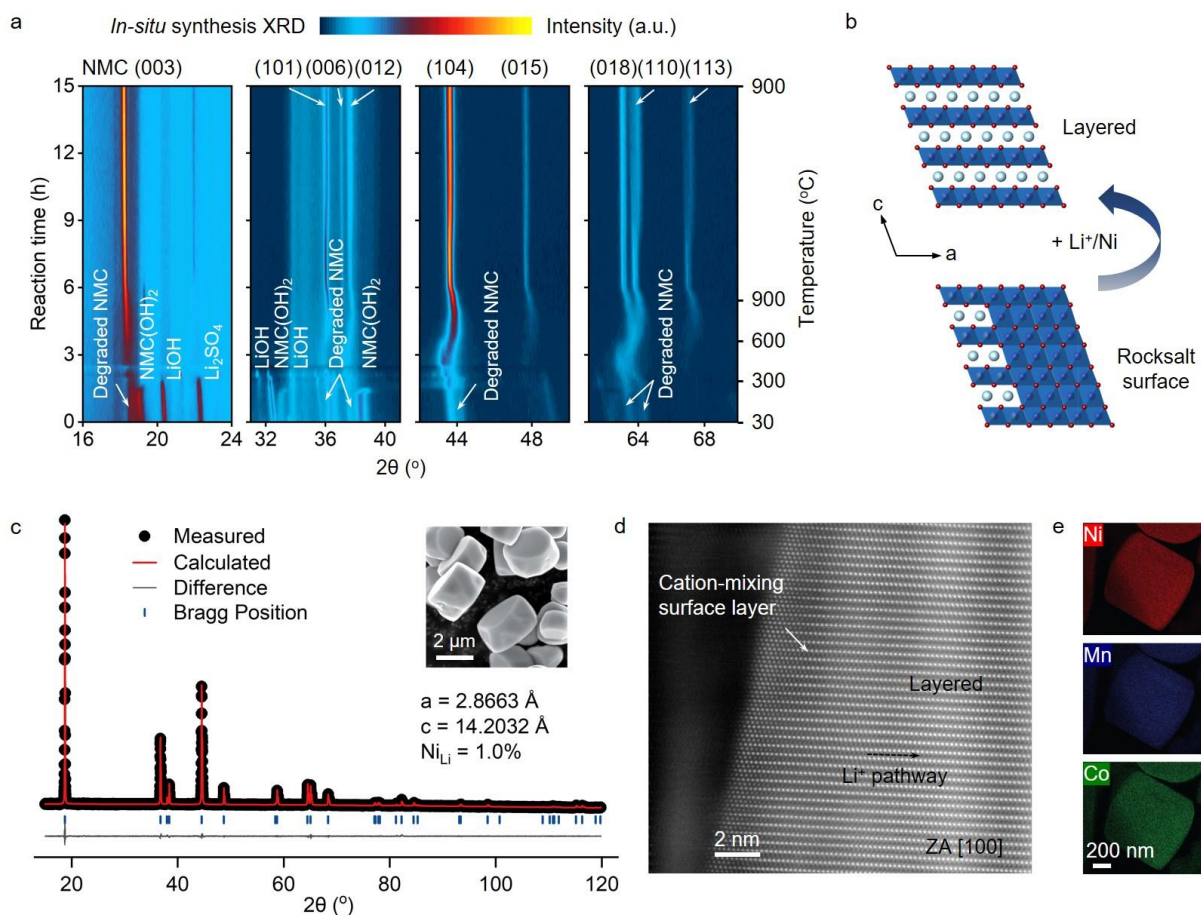 a
In-situ synthesis XRD
Intensity (a.u.)
NMC (003)
(101) (006) (012)
(104)
(015)
(018) (110) (113)
Reaction time (h)
15
12
9
6
3
0
Degraded NMC
NMC(OH)₂
LiOH
Li₂SO₄
LiOH
NMC(OH)₂
LiOH
Degraded NMC
NMC(OH)₂
Degraded NMC
Degraded NMC
900
900
600
300
30
Temperature (°C)
16 20 24
32 36 40
44 48
64 68
2θ (°)
b
Layered
c
a
+ Li⁺/Ni
Rocksalt
surface
c
Measured
Calculated
Difference
Bragg Position
2 µm
a = 2.8663 Å
c = 14.2032 Å
Ni_Li = 1.0%
20 40 60 80 100 120
2θ (°)
d
Cation-mixing
surface layer
Layered
Li⁺ pathway
2 nm
ZA [100]
e
Ni
Mn
Co
200 nm